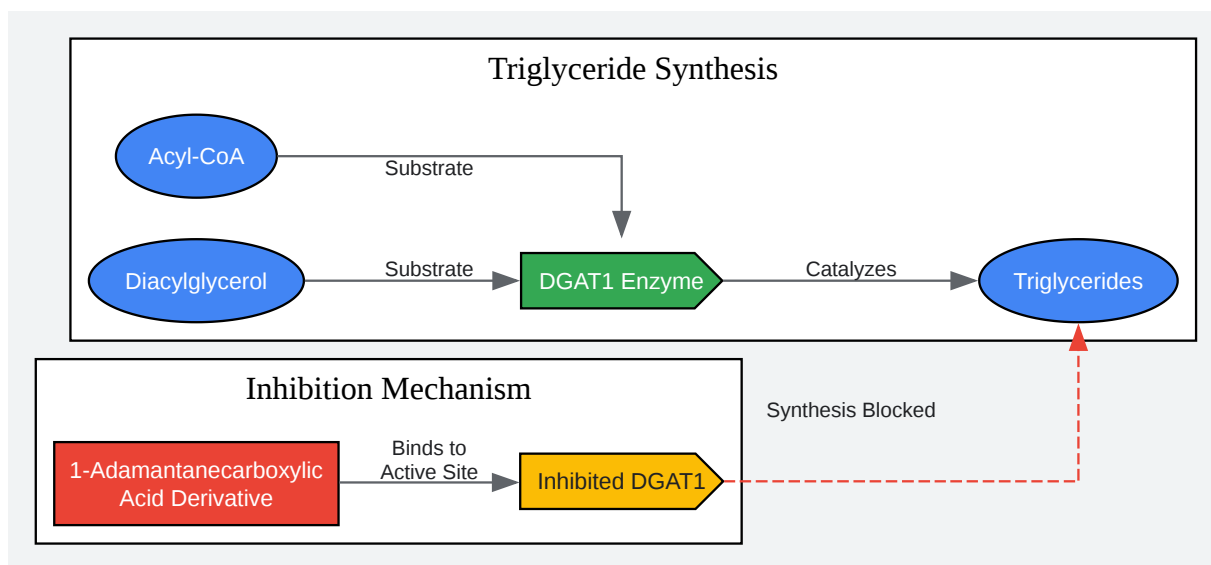 Triglyceride Synthesis
Acyl-CoA
Substrate
Diacylglycerol
Substrate
DGAT1 Enzyme
Catalyzes
Triglycerides
Inhibition Mechanism
1-Adamantanecarboxylic
Acid Derivative
Binds to
Active Site
Inhibited DGAT1
Synthesis Blocked